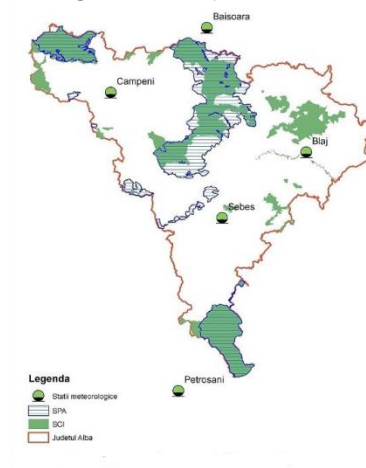 Baisoara
Campeni
Blaj
Sebes
Petrosani
Legenda
Statii meteorologice
SPA
SCI
Judetul Alba